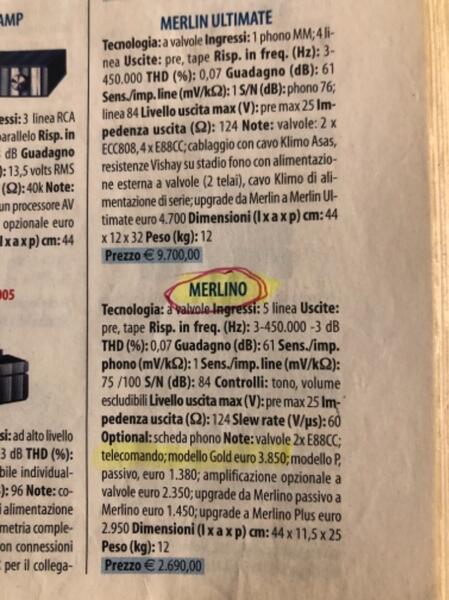 AMP
ssi: 3 linea RCA
parallelo Risp. in
dB Guadagno
): 13,5 volt RMS
(Ω): 40k Note:
un processore AV
opzionale euro
l x a x p) cm: 44
005
si: ad alto livello
3 dB THD (%):
bile individual-
): 96 Note: co-
i alimentazione
metria comple-
on connessioni
per il collega-
MERLIN ULTIMATE
Tecnologia: a valvole Ingressi: 1 phono MM; 4 li-
nea Uscite: pre, tape Risp. in freq. (Hz): 3-
450.000 THD (%): 0,07 Guadagno (dB): 61
Sens./imp. line (mV/kΩ): 1 S/N (dB): phono 76;
linea 84 Livello uscita max (V): pre max 25 Im-
pedenza uscita (Ω): 124 Note: valvole: 2 x
ECC808, 4 x E88CC; cablaggio con cavo Klimo Asas,
resistenze Vishay su stadio fono con alimentazio-
ne esterna a valvole (2 telai), cavo Klimo di ali-
mentazione di serie; upgrade da Merlin a Merlin Ul-
timate euro 4.700 Dimensioni (l x a x p) cm: 44
x 12 x 32 Peso (kg): 12
Prezzo € 9.700,00
MERLINO
Tecnologia: a valvole Ingressi: 5 linea Uscite:
pre, tape Risp. in freq. (Hz): 3-450.000 -3 dB
THD (%): 0,07 Guadagno (dB): 61 Sens./imp.
phono (mV/kΩ): 1 Sens./imp. line (mV/kΩ):
75 /100 S/N (dB): 84 Controlli: tono, volume
escludibili Livello uscita max (V): pre max 25 Im-
pedenza uscita (Ω): 124 Slew rate (V/µs): 60
Optional: scheda phono Note: valvole 2x E88CC;
telecomando; modello Gold euro 3.850; modello P,
passivo, euro 1.380; amplificazione opzionale a
valvole euro 2.350; upgrade da Merlino passivo a
Merlino euro 1.450; upgrade a Merlino Plus euro
2.950 Dimensioni (l x a x p) cm: 44 x 11,5 x 25
Peso (kg): 12
Prezzo € 2.690,00